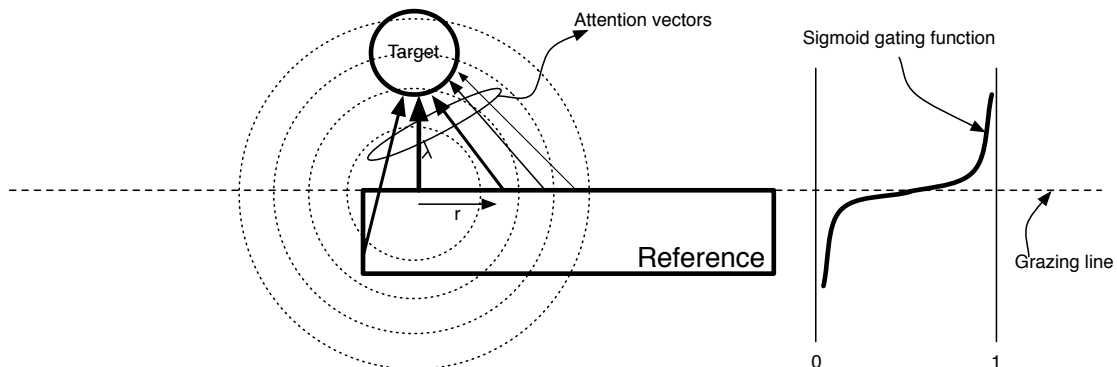 Attention vectors
Sigmoid gating function
Target
λ
r
Reference
Grazing line
0
1